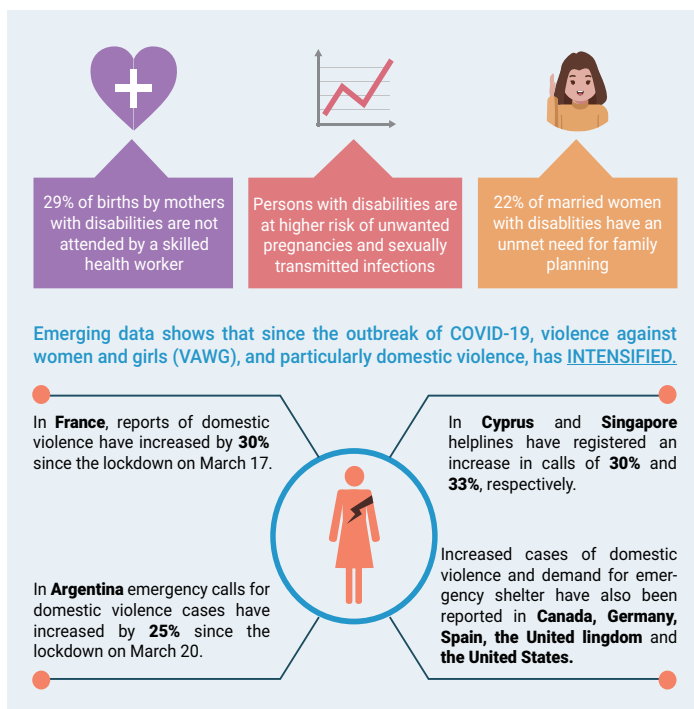 29% of births by mothers
with disabilities are not
attended by a skilled
health worker
Persons with disabilities are
at higher risk of unwanted
pregnancies and sexually
transmitted infections
22% of married women
with disablities have an
unmet need for family
planning
Emerging data shows that since the outbreak of COVID-19, violence against
women and girls (VAWG), and particularly domestic violence, has INTENSIFIED.
In France, reports of domestic
violence have increased by 30%
since the lockdown on March 17.
In Cyprus and Singapore
helplines have registered an
increase in calls of 30% and
33%, respectively.
In Argentina emergency calls for
domestic violence cases have
increased by 25% since the
lockdown on March 20.
Increased cases of domestic
violence and demand for emer-
gency shelter have also been
reported in Canada, Germany,
Spain, the United lingdom and
the United States.